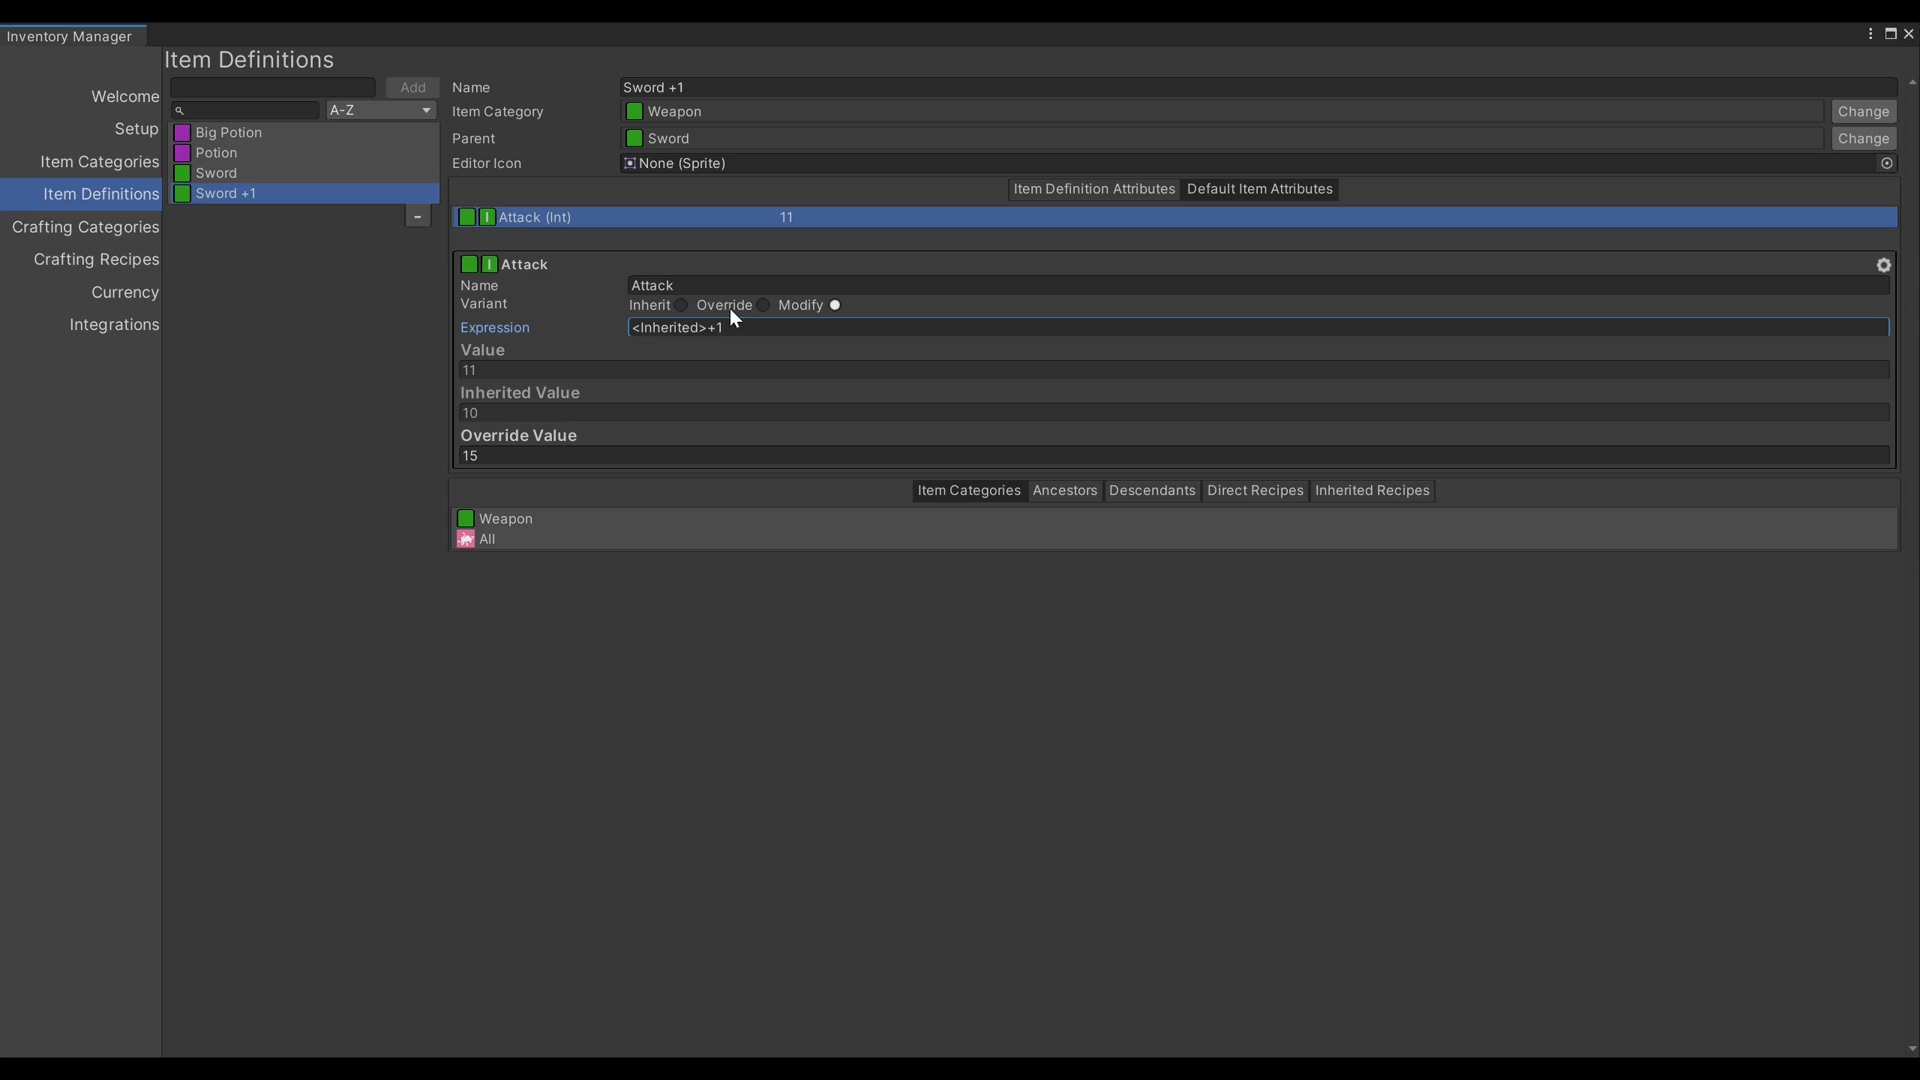 Inventory Manager
Item Definitions
Welcome
Setup
Item Categories
Item Definitions
Crafting Categories
Crafting Recipes
Currency
Integrations
Add
A-Z
Big Potion
Potion
Sword
Sword +1
-
Name Sword +1
Item Category Weapon Change
Parent Sword Change
Editor Icon None (Sprite)
Item Definition Attributes Default Item Attributes
I Attack (Int) 11
I Attack
Name Attack
Variant Inherit Override Modify
Expression <Inherited>+1
Value
11
Inherited Value
10
Override Value
15
Item Categories Ancestors Descendants Direct Recipes Inherited Recipes
Weapon
All